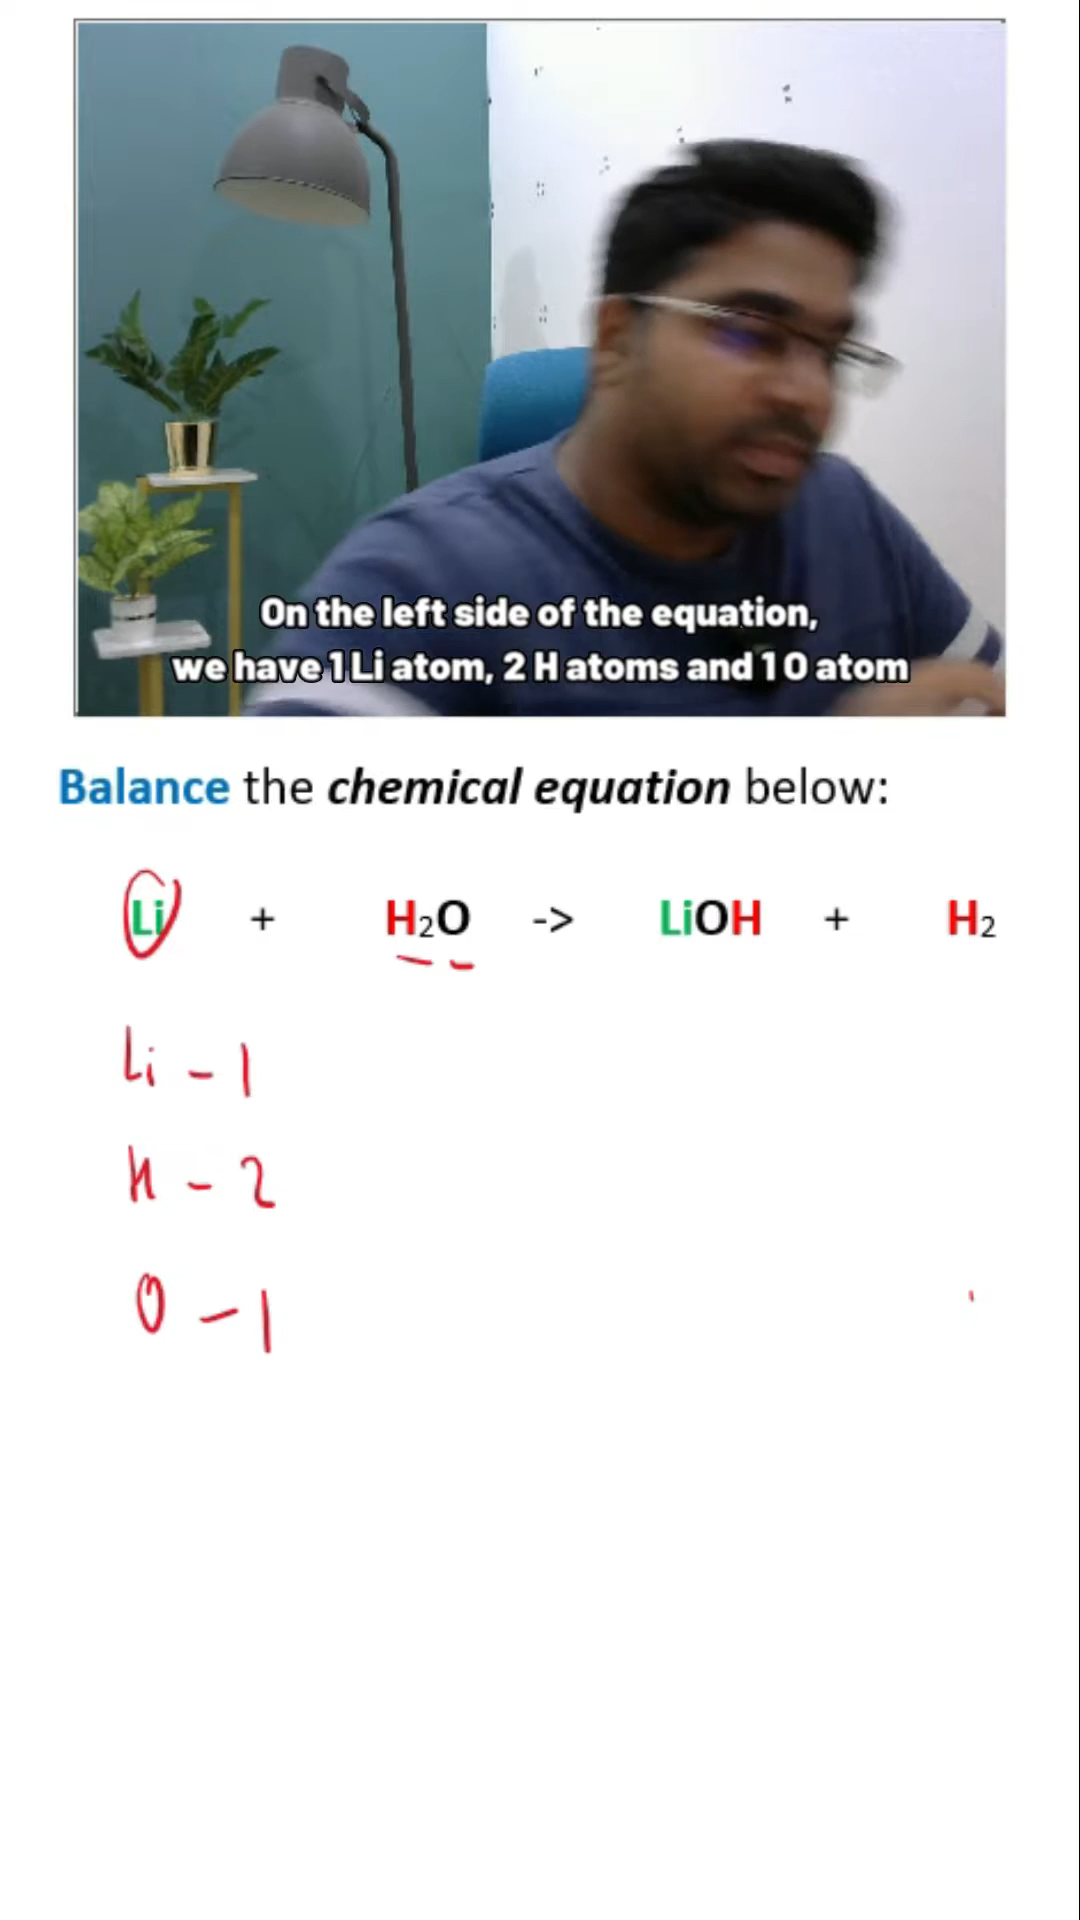 On the left side of the equation,
we have 1 Li atom, 2 H atoms and 1 O atom
Balance the chemical equation below:
Li + H₂O -> LiOH + H₂
Li - 1
H - 2
O - 1